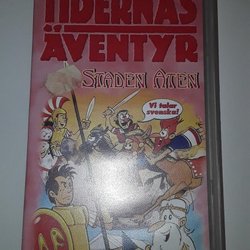 TIDERNAS
ÄVENTYR
STADEN ATEN
Vi talar
svenska!